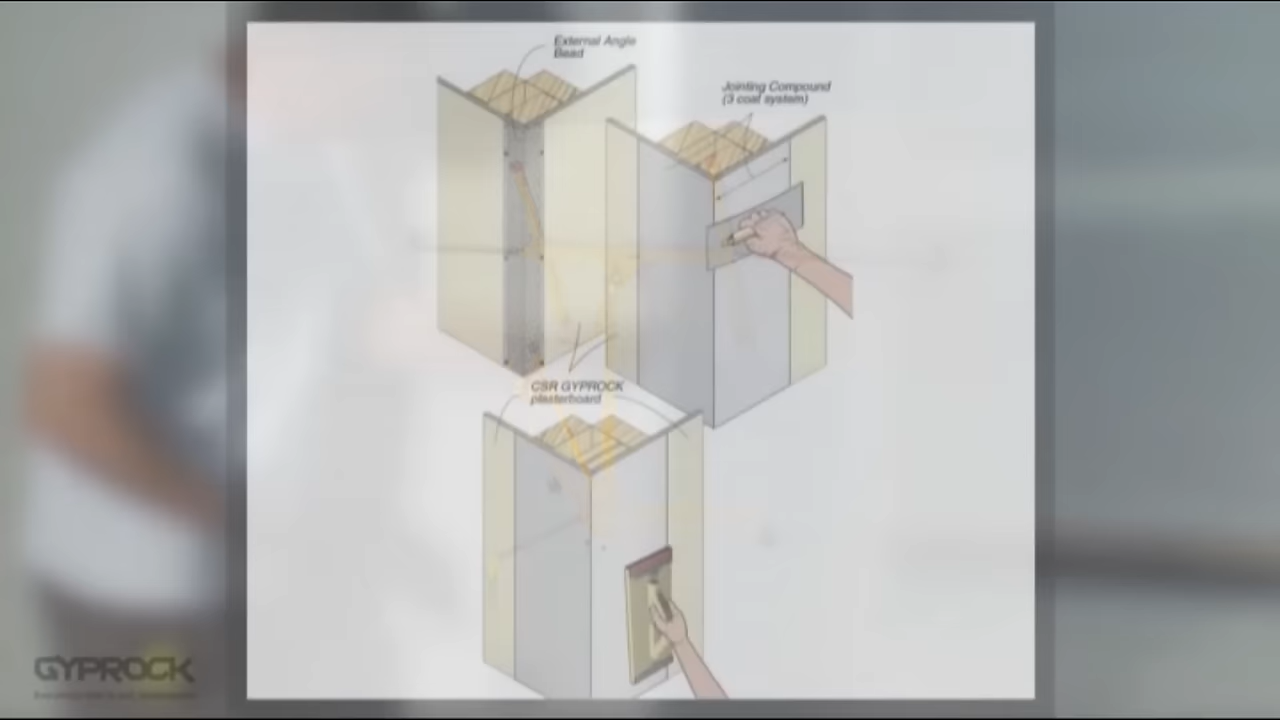 External Angle
Bead
Jointing Compound
(3 coat system)
CSR GYPROCK
plasterboard
GYPROCK